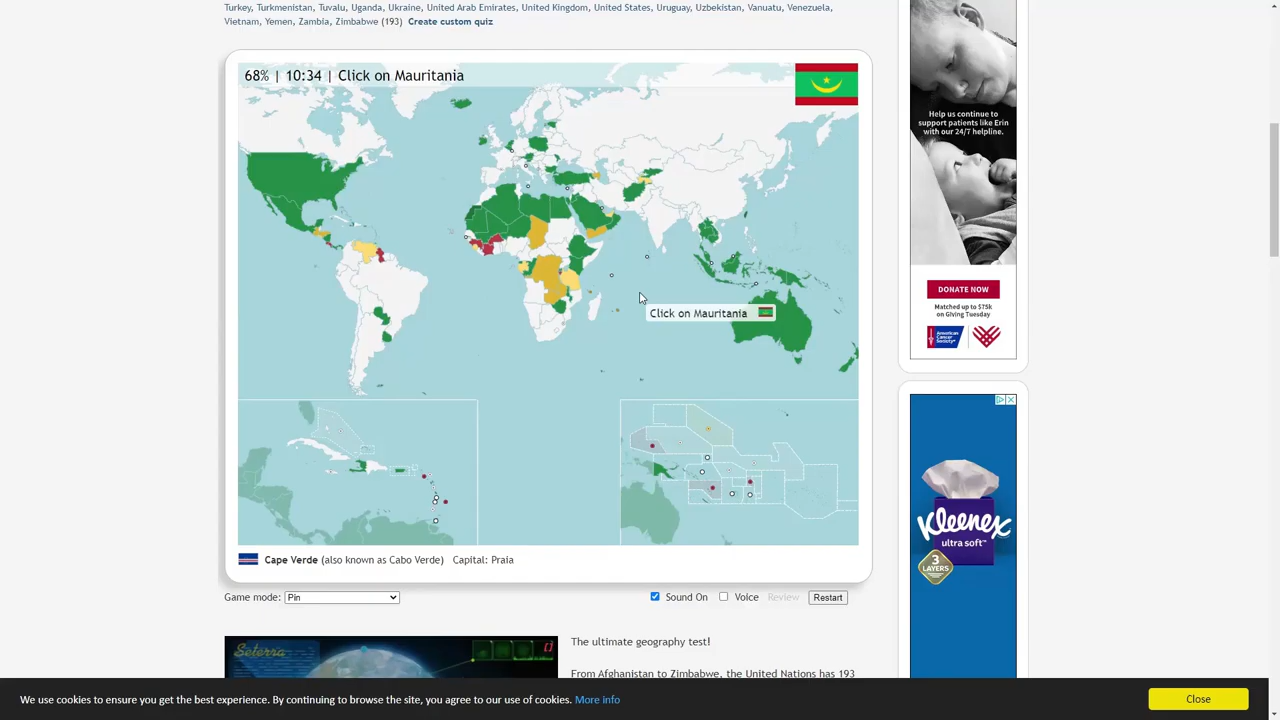 Turkey, Turkmenistan, Tuvalu, Uganda, Ukraine, United Arab Emirates, United Kingdom, United States, Uruguay, Uzbekistan, Vanuatu, Venezuela,
Vietnam, Yemen, Zambia, Zimbabwe (193) Create custom quiz
68% | 10:34 | Click on Mauritania
Click on Mauritania
Cape Verde (also known as Cabo Verde) Capital: Praia
Game mode: Pin
Sound On Voice Review Restart
Seterra
The ultimate geography test!
From Afghanistan to Zimbabwe, the United Nations has 193
Help us continue to
support patients like Erin
with our 24/7 helpline.
DONATE NOW
Matched up to $75k
on Giving Tuesday
American
Cancer
Society
Kleenex
ultra soft™
3
LAYERS
We use cookies to ensure you get the best experience. By continuing to browse the site, you agree to our use of cookies. More info
Close